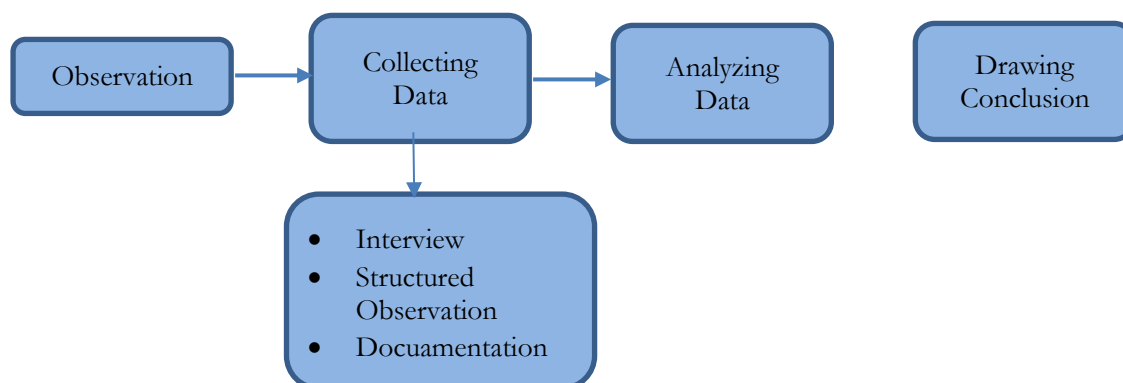 Observation
Collecting
Data
Analyzing
Data
Drawing
Conclusion
• Interview
• Structured
Observation
• Docuamentation